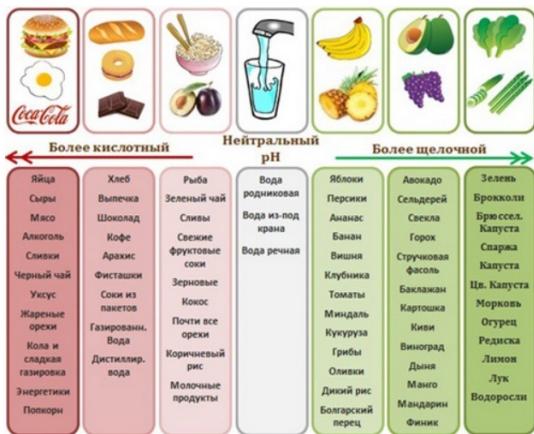 Coca-Cola
Более кислотный
Нейтральный
pH
Более щелочной
Яйца
Сыры
Мясо
Алкоголь
Сливки
Черный чай
Уксус
Жареные
орехи
Кола и
сладкая
газировка
Энергетики
Попкорн
Хлеб
Выпечка
Шоколад
Кофе
Арахис
Фисташки
Соки из
пакетов
Газированн.
Вода
Дистиллир.
вода
Рыба
Зеленый чай
Сливы
Свежие
фруктовые
соки
Зерновые
Кокос
Почти все
орехи
Коричневый
рис
Молочные
продукты
Вода
родниковая
Вода из-под
крана
Вода речная
Яблоки
Персики
Ананас
Банан
Вишня
Клубника
Томаты
Миндаль
Кукуруза
Грибы
Оливки
Дикий рис
Болгарский
перец
Авокадо
Сельдерей
Свекла
Горох
Стручковая
фасоль
Баклажан
Картошка
Киви
Виноград
Дыня
Манго
Мандарин
Финик
Зелень
Брокколи
Брюссел.
Капуста
Спаржа
Капуста
Цв. Капуста
Морковь
Огурец
Редиска
Лимон
Лук
Водоросли